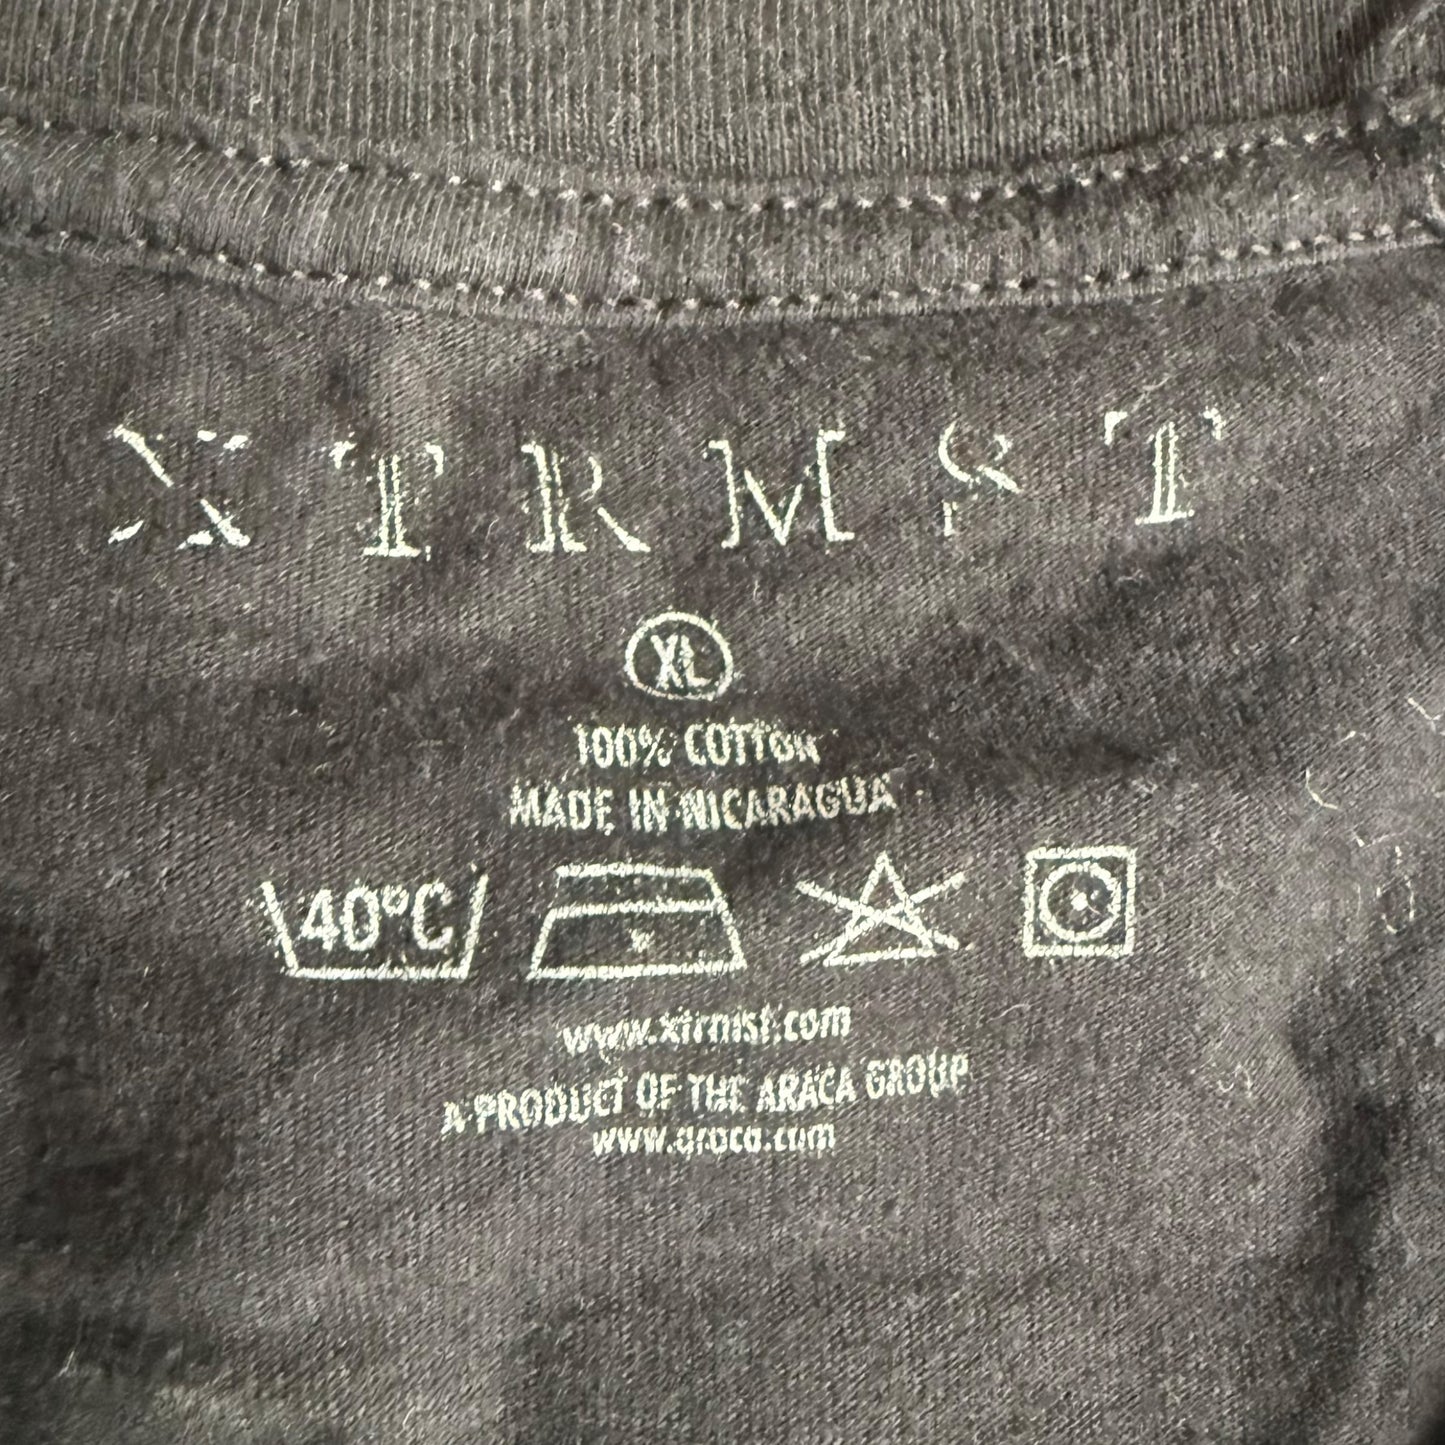 XTRMST
XL
100% COTTON
MADE IN NICARAGUA
40°C
www.xtrmst.com
A PRODUCT OF THE ARACA GROUP
www.araca.com